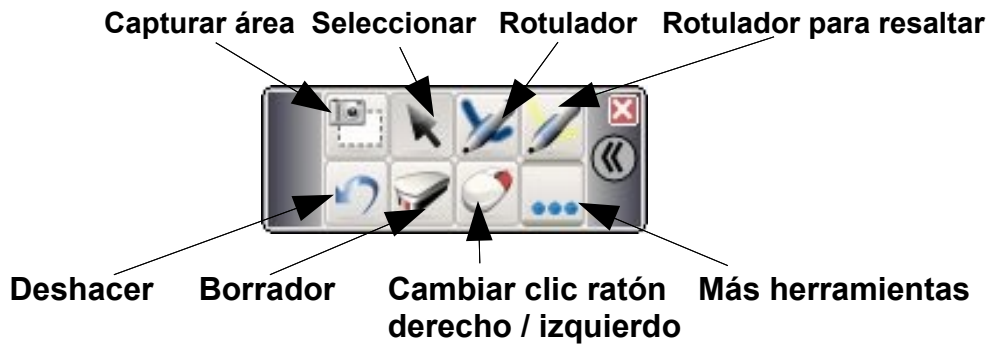 Capturar área Seleccionar Rotulador Rotulador para resaltar
Deshacer Borrador Cambiar clic ratón Más herramientas
derecho / izquierdo